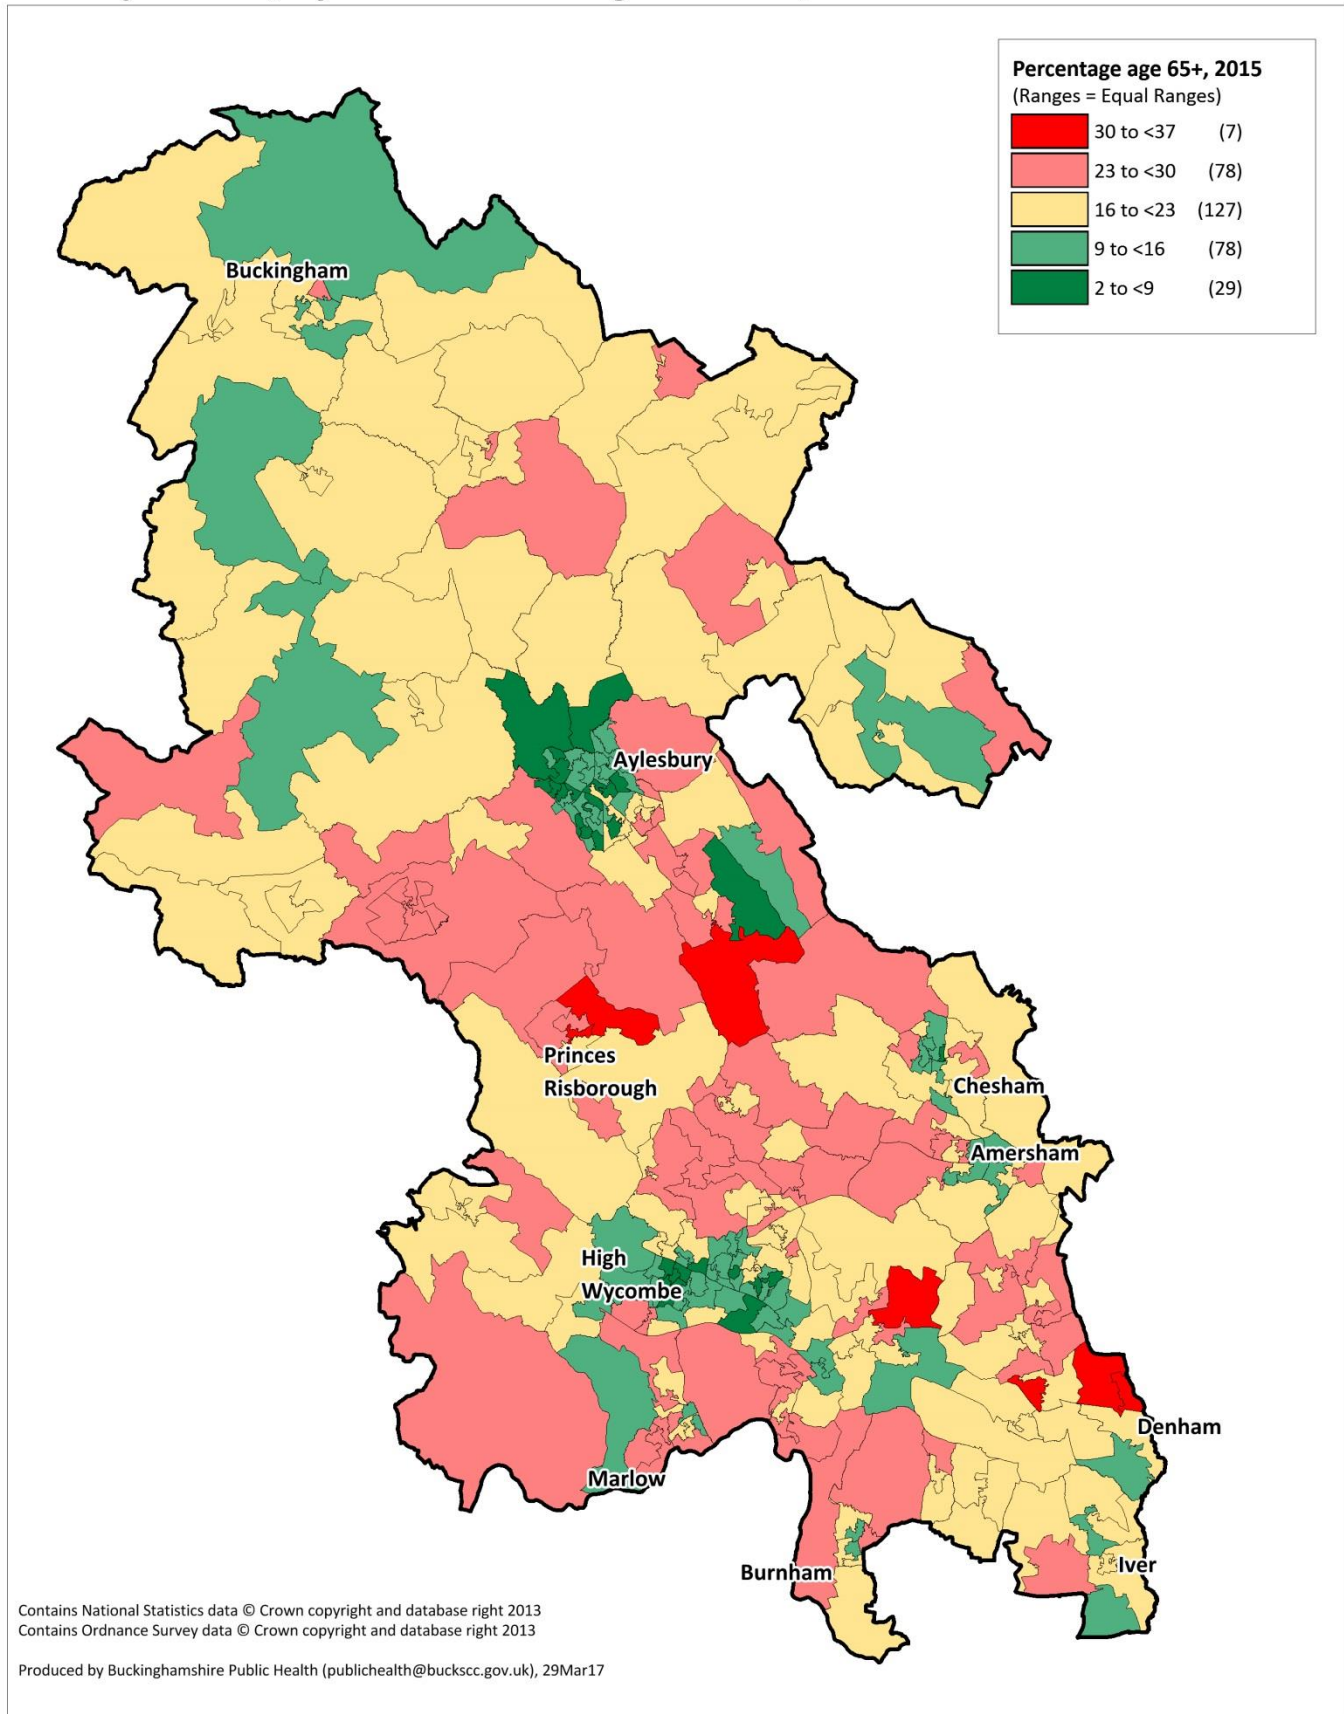 Percentage age 65+, 2015
(Ranges = Equal Ranges)
30 to <37 (7)
23 to <30 (78)
16 to <23 (127)
9 to <16 (78)
2 to <9 (29)
Buckingham
Aylesbury
Princes
Risborough
Chesham
Amersham
High
Wycombe
Denham
Marlow
Burnham
Iver
Contains National Statistics data © Crown copyright and database right 2013
Contains Ordnance Survey data © Crown copyright and database right 2013
Produced by Buckinghamshire Public Health (publichealth@buckscc.gov.uk), 29Mar17